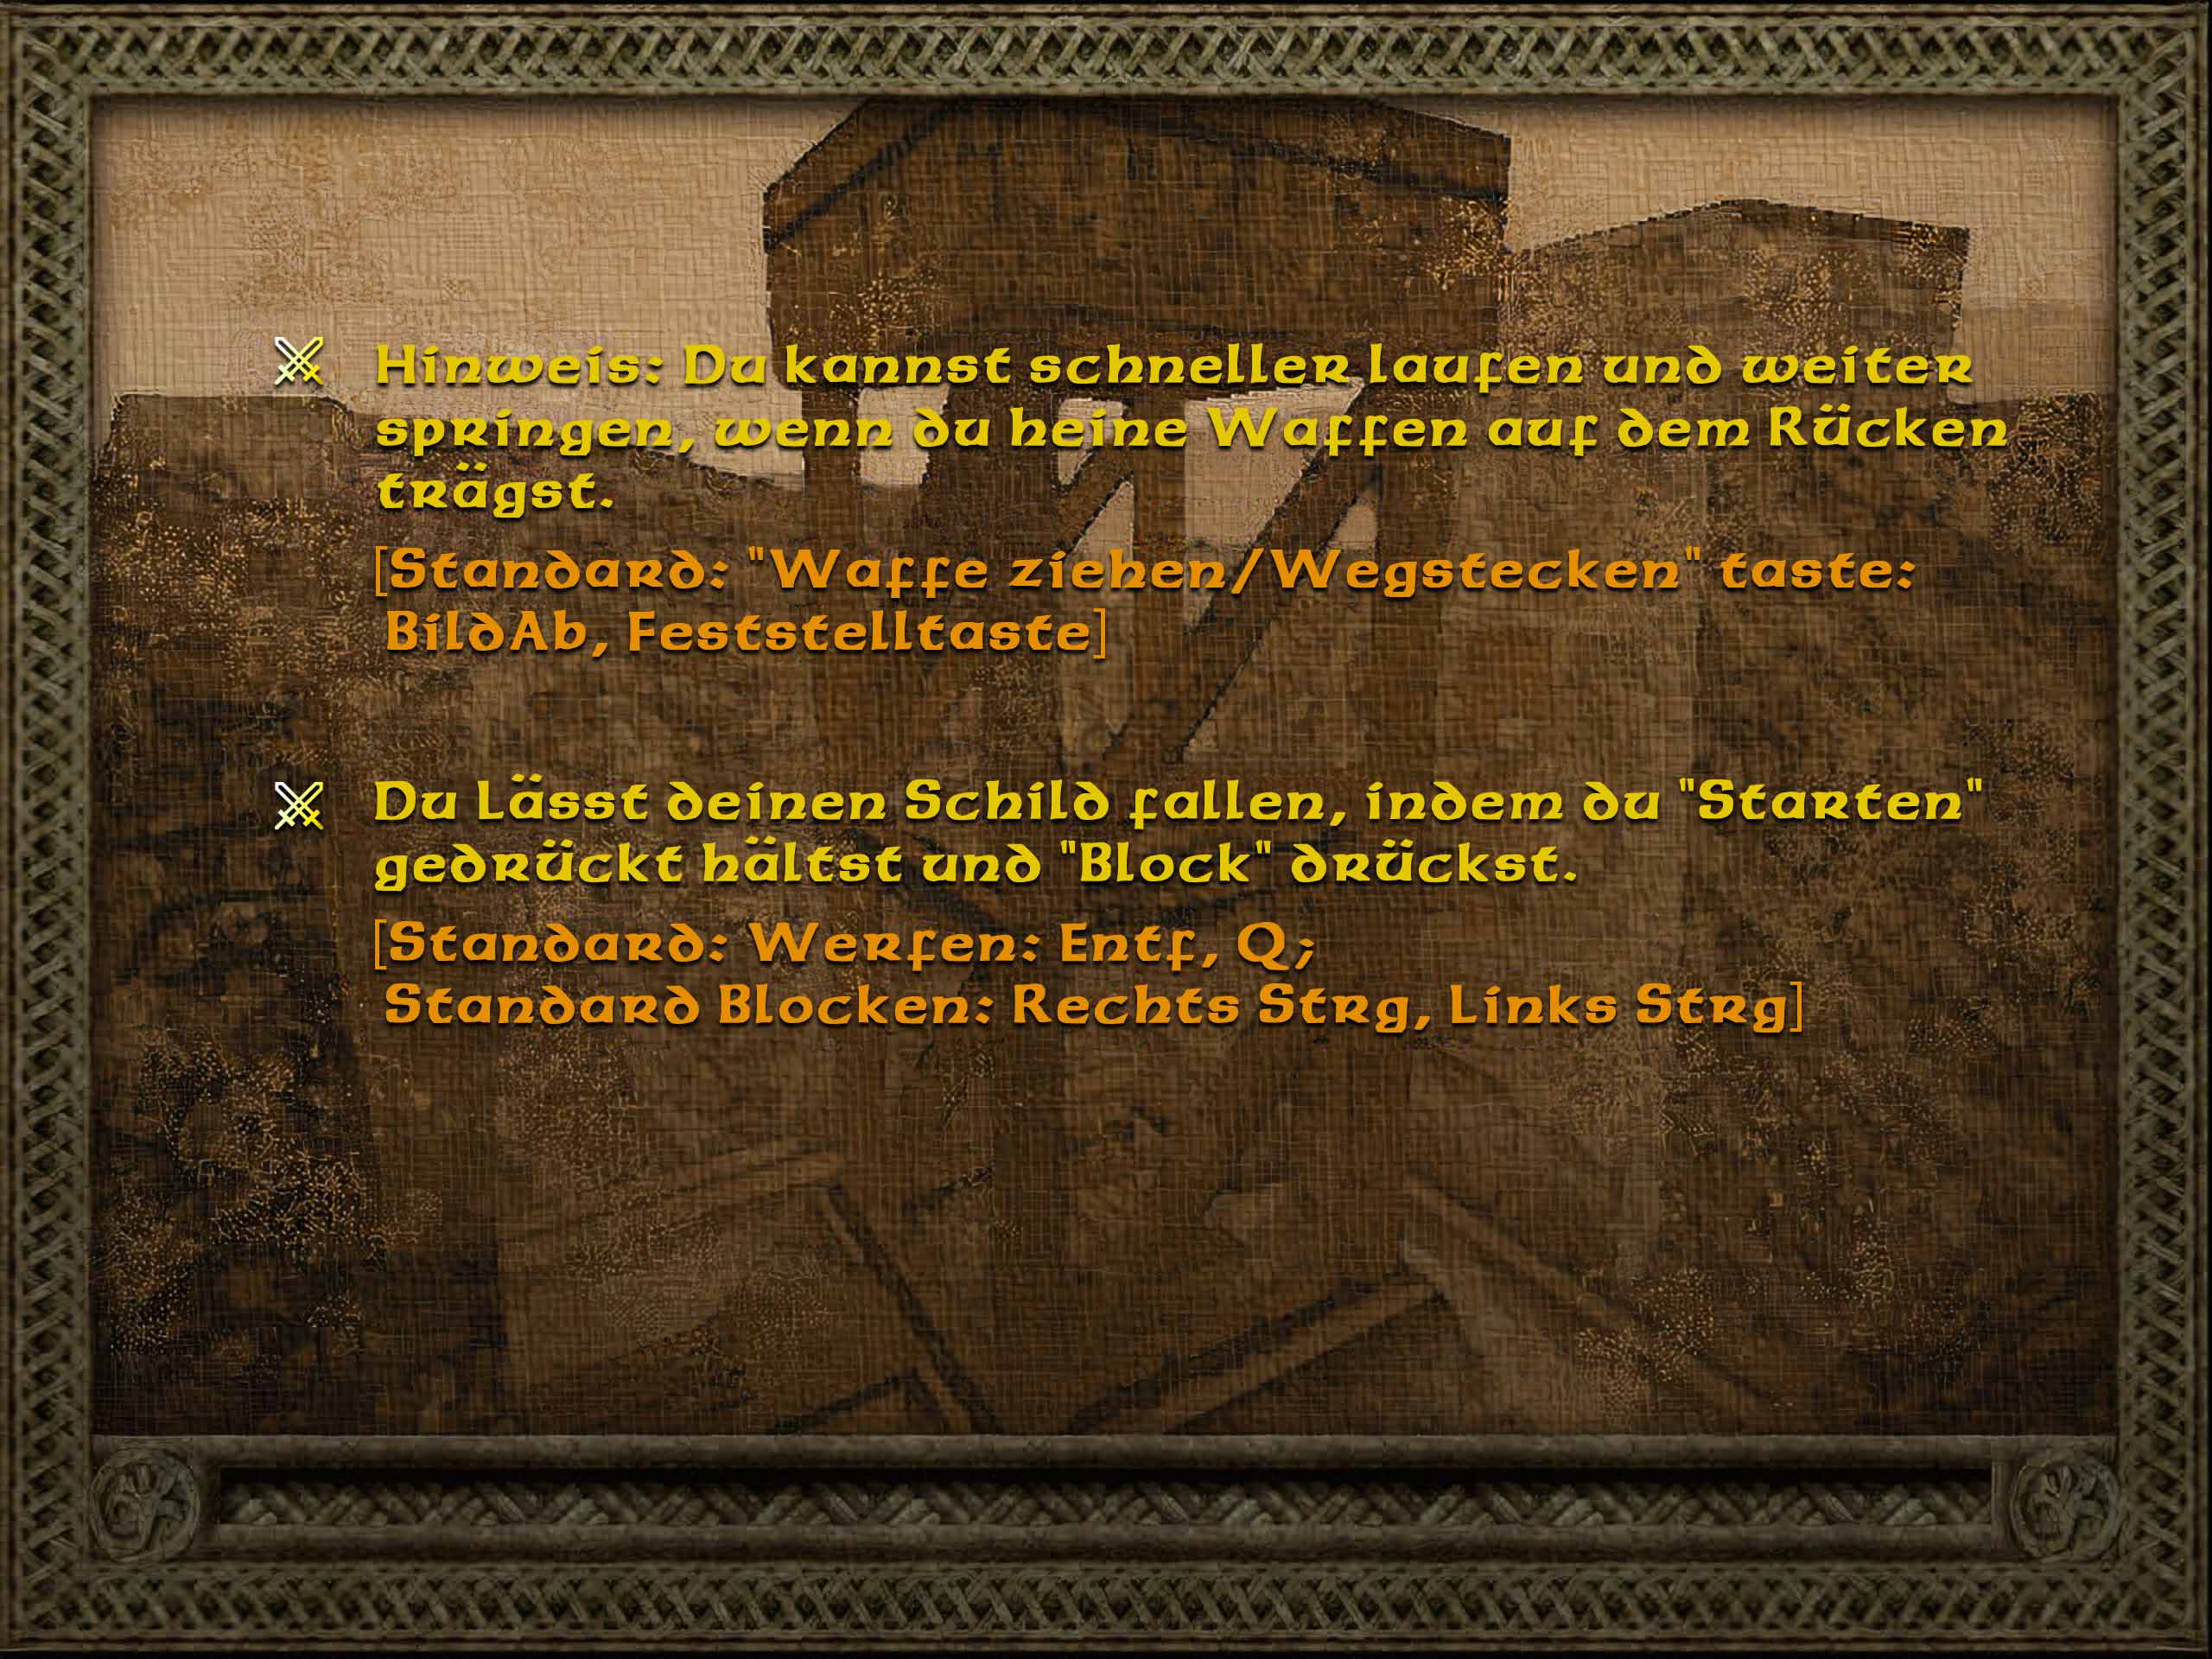 Hinweis: Du kannst schneller laufen und weiter
springen, wenn du heine Waffen auf dem Rücken
trägst.
[Standard: "Waffe ziehen/Wegstecken" taste:
BildAb, Feststelltaste]
Du Lässt deinen Schild fallen, indem du "Starten"
gedrückt hältst und "Block" drückst.
[Standard: Werfen: Entf, Q;
Standard Blocken: Rechts Strg, Links Strg]